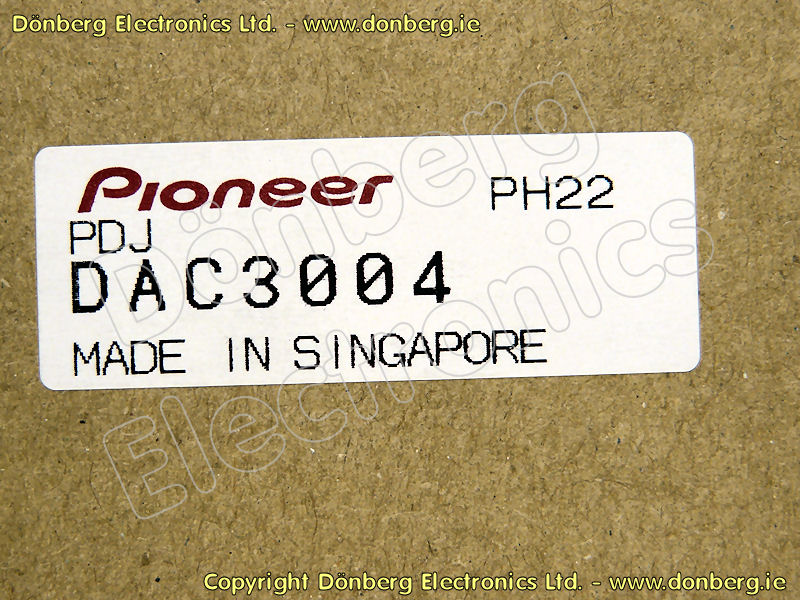 Dönberg Electronics Ltd. - www.donberg.ie
Pioneer PH22
PDJ
DAC3004
MADE IN SINGAPORE
Dönberg
Electronics
Copyright Dönberg Electronics Ltd. - www.donberg.ie